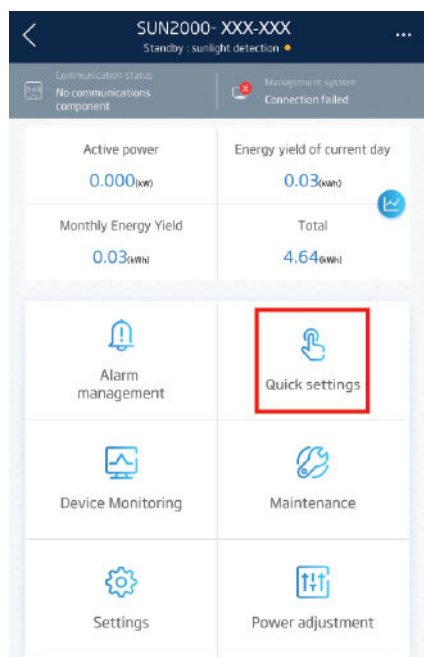 SUN2000- XXX-XXX
Standby : sunlight detection
Communication status
No communications
component
Management system
Connection failed
Active power
0.000(kW)
Energy yield of current day
0.03(kWh)
Monthly Energy Yield
0.03(kWh)
Total
4.64(kWh)
Alarm
management
Quick settings
Device Monitoring
Maintenance
Settings
Power adjustment